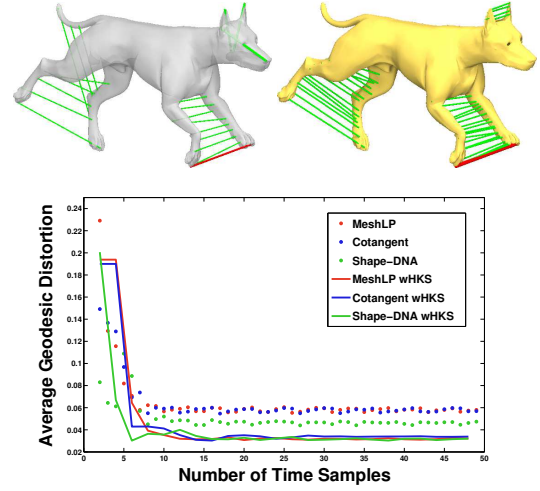 Average Geodesic Distortion
0.24
0.22
0.2
0.18
0.16
0.14
0.12
0.1
0.08
0.06
0.04
0.02
MeshLP
Cotangent
Shape−DNA
MeshLP wHKS
Cotangent wHKS
Shape−DNA wHKS
0 5 10 15 20 25 30 35 40 45 50
Number of Time Samples